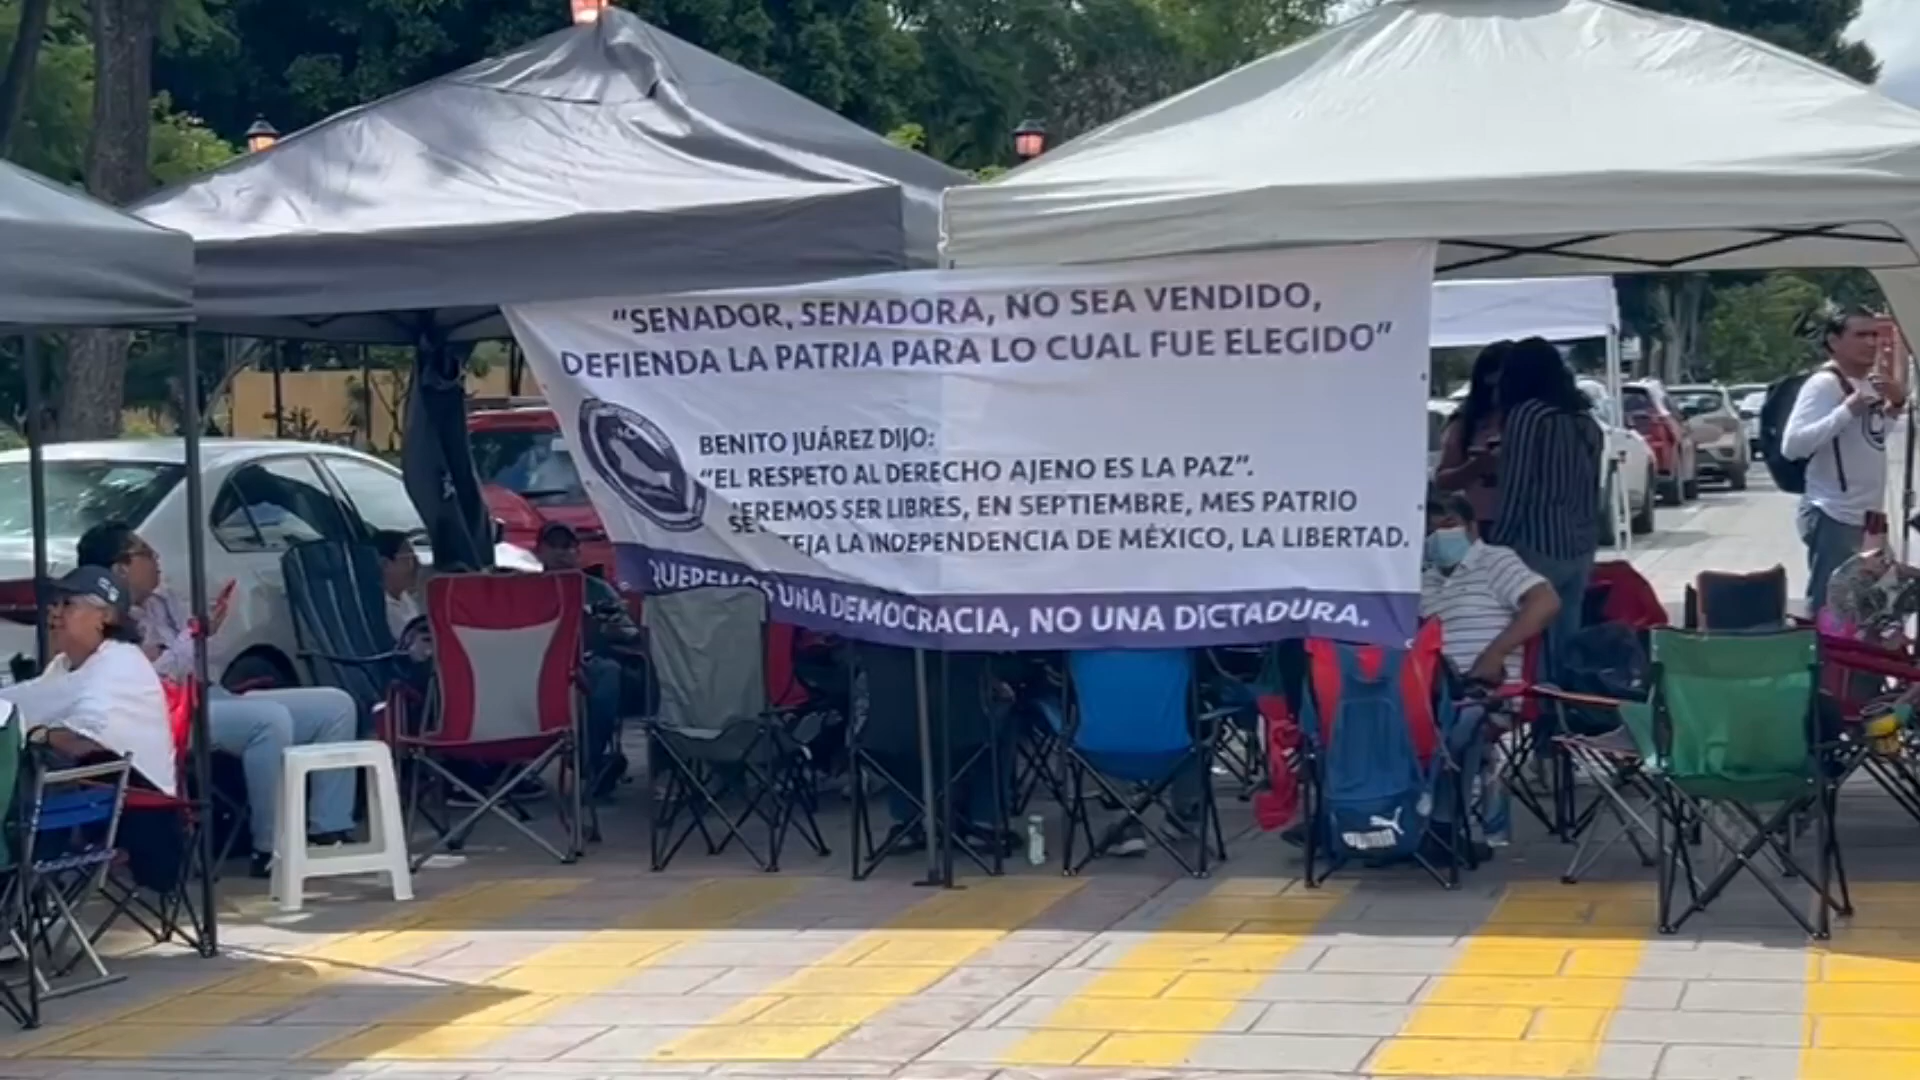 “SENADOR, SENADORA, NO SEA VENDIDO,
DEFIENDA LA PATRIA PARA LO CUAL FUE ELEGIDO”
BENITO JUÁREZ DIJO:
“EL RESPETO AL DERECHO AJENO ES LA PAZ”.
SER LIBRES, EN SEPTIEMBRE, MES PATRIO
SE LA INDEPENDENCIA DE MÉXICO, LA LIBERTAD.
QUEREMOS UNA DEMOCRACIA, NO UNA DICTADURA.